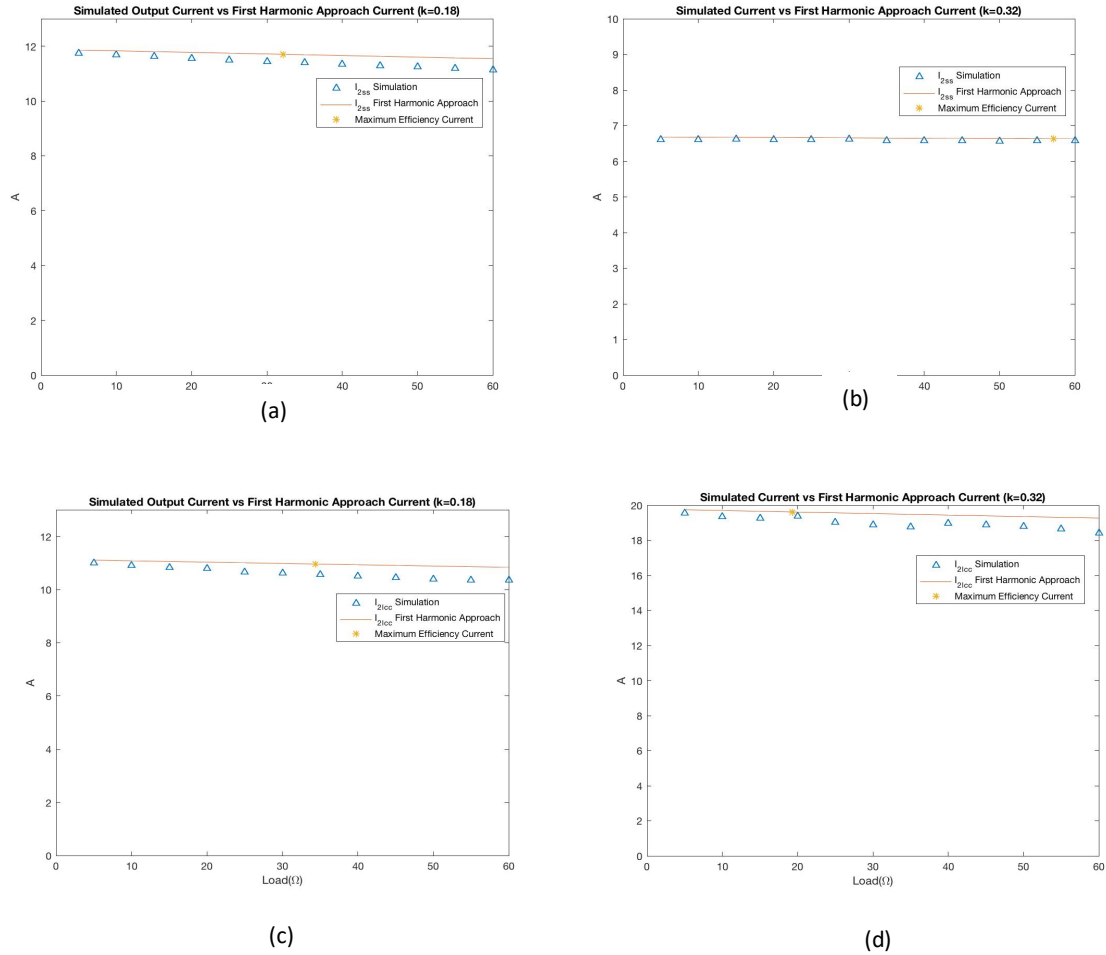 Simulated Output Current vs First Harmonic Approach Current (k=0.18)
12
10
8
6
4
2
0
A
I2ss Simulation
I2ss First Harmonic Approach
Maximum Efficiency Current
0 10 20 40 50 60
(a)
Simulated Current vs First Harmonic Approach Current (k=0.32)
10
9
8
7
6
5
4
3
2
1
0
A
I2ss Simulation
I2ss First Harmonic Approach
Maximum Efficiency Current
0 10 20 40 50 60
(b)
Simulated Output Current vs First Harmonic Approach Current (k=0.18)
12
10
8
6
4
2
0
A
I2lcc Simulation
I2lcc First Harmonic Approach
Maximum Efficiency Current
0 10 20 30 40 50 60
Load(Ω)
(c)
Simulated Current vs First Harmonic Approach Current (k=0.32)
20
18
16
14
12
10
8
6
4
2
0
A
I2lcc Simulation
I2lcc First Harmonic Approach
Maximum Efficiency Current
0 10 20 30 40 50 60
Load(Ω)
(d)